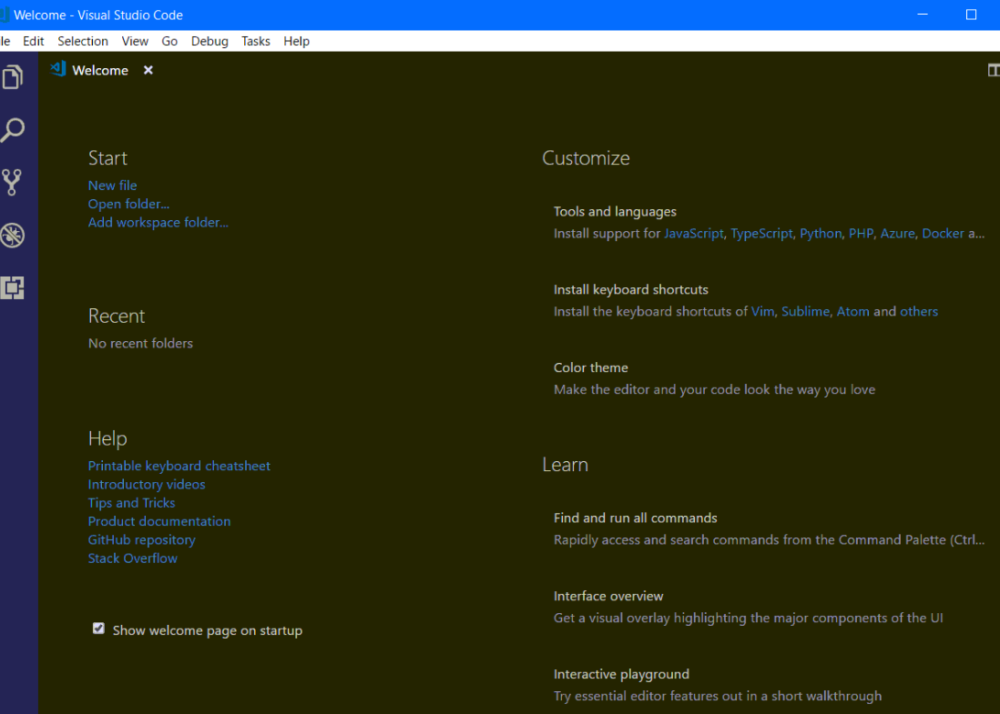 Welcome - Visual Studio Code
le Edit Selection View Go Debug Tasks Help
Welcome
Start
New file
Open folder...
Add workspace folder...
Recent
No recent folders
Help
Printable keyboard cheatsheet
Introductory videos
Tips and Tricks
Product documentation
GitHub repository
Stack Overflow
Show welcome page on startup
Customize
Tools and languages
Install support for JavaScript, TypeScript, Python, PHP, Azure, Docker a...
Install keyboard shortcuts
Install the keyboard shortcuts of Vim, Sublime, Atom and others
Color theme
Make the editor and your code look the way you love
Learn
Find and run all commands
Rapidly access and search commands from the Command Palette (Ctrl...
Interface overview
Get a visual overlay highlighting the major components of the UI
Interactive playground
Try essential editor features out in a short walkthrough